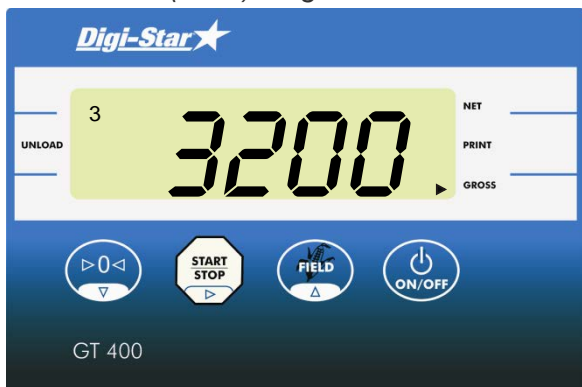 Digi-Star
3
3200
NET
UNLOAD
PRINT
GROSS
▷0◁
START
STOP
FIELD
ON/OFF
GT 400